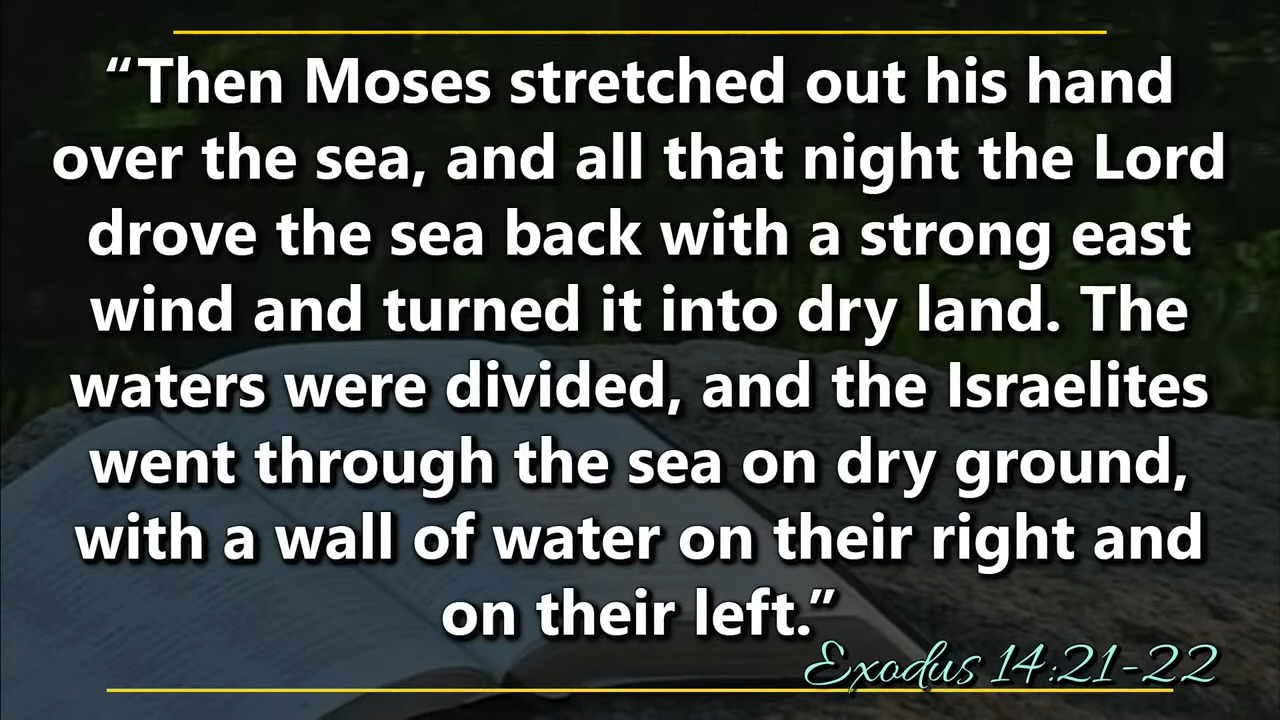 “Then Moses stretched out his hand
over the sea, and all that night the Lord
drove the sea back with a strong east
wind and turned it into dry land. The
waters were divided, and the Israelites
went through the sea on dry ground,
with a wall of water on their right and
on their left.”
Exodus 14:21-22